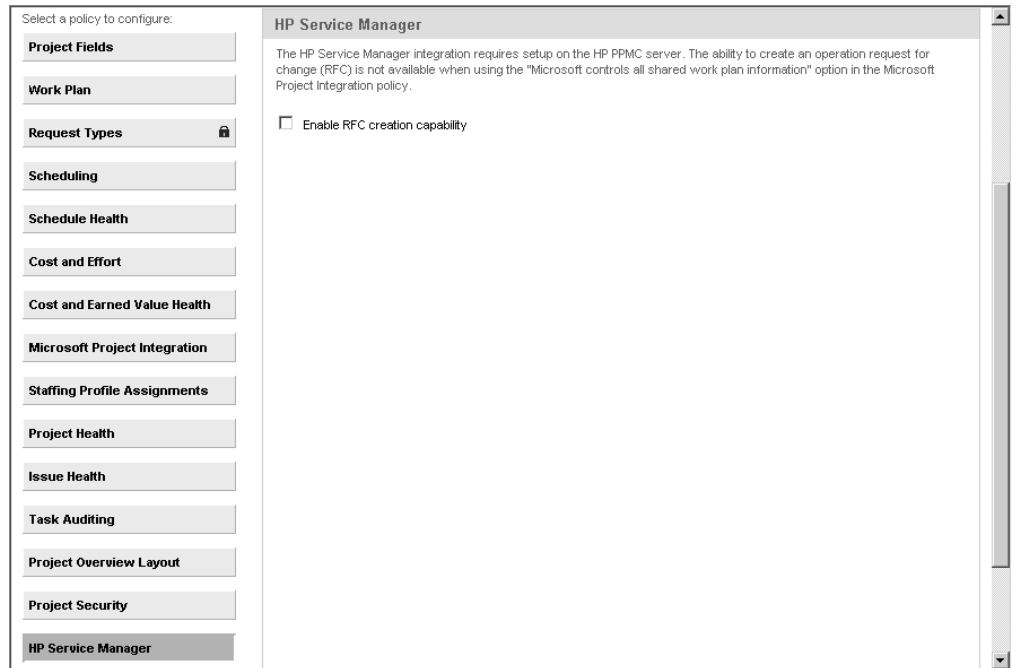 Select a policy to configure:
Project Fields
Work Plan
Request Types
Scheduling
Schedule Health
Cost and Effort
Cost and Earned Value Health
Microsoft Project Integration
Staffing Profile Assignments
Project Health
Issue Health
Task Auditing
Project Overview Layout
Project Security
HP Service Manager
HP Service Manager
The HP Service Manager integration requires setup on the HP PPMC server. The ability to create an operation request for
change (RFC) is not available when using the "Microsoft controls all shared work plan information" option in the Microsoft
Project Integration policy.
Enable RFC creation capability